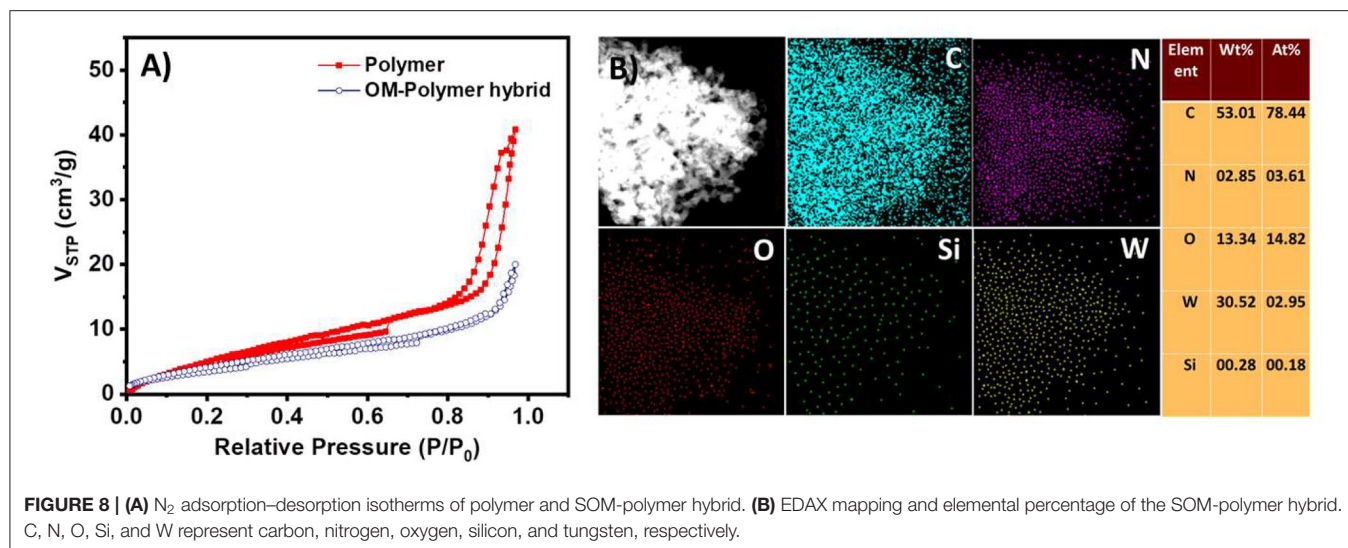 A)
Polymer
OM-Polymer hybrid
50
40
30
20
10
0
V_STP (cm³/g)
0.0 0.2 0.4 0.6 0.8 1.0
Relative Pressure (P/P₀)
B)
C
N
O
Si
W
Elem ent Wt% At%
C 53.01 78.44
N 02.85 03.61
O 13.34 14.82
W 30.52 02.95
Si 00.28 00.18
FIGURE 8 | (A) N₂ adsorption–desorption isotherms of polymer and SOM-polymer hybrid. (B) EDAX mapping and elemental percentage of the SOM-polymer hybrid.
C, N, O, Si, and W represent carbon, nitrogen, oxygen, silicon, and tungsten, respectively.